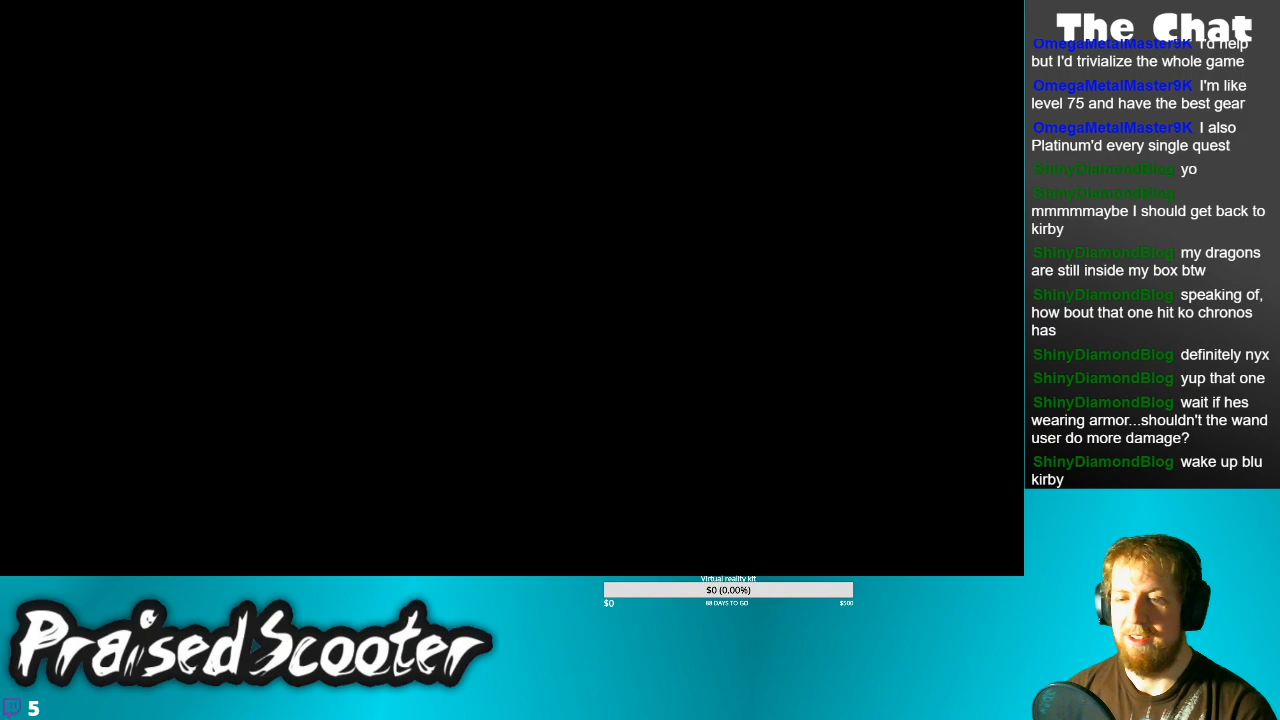 The Chat
OmegaMetalMaster9K I'd help
but I'd trivialize the whole game
OmegaMetalMaster9K I'm like
level 75 and have the best gear
OmegaMetalMaster9K I also
Platinum'd every single quest
ShinyDiamondBlog yo
ShinyDiamondBlog
mmmmmaybe I should get back to
kirby
ShinyDiamondBlog my dragons
are still inside my box btw
ShinyDiamondBlog speaking of,
how bout that one hit ko chronos
has
ShinyDiamondBlog definitely nyx
ShinyDiamondBlog yup that one
ShinyDiamondBlog wait if hes
wearing armor...shouldn't the wand
user do more damage?
ShinyDiamondBlog wake up blu
kirby
Virtual reality kit
$0 (0.00%)
$0 88 DAYS TO GO $500
PraisedScooter
5